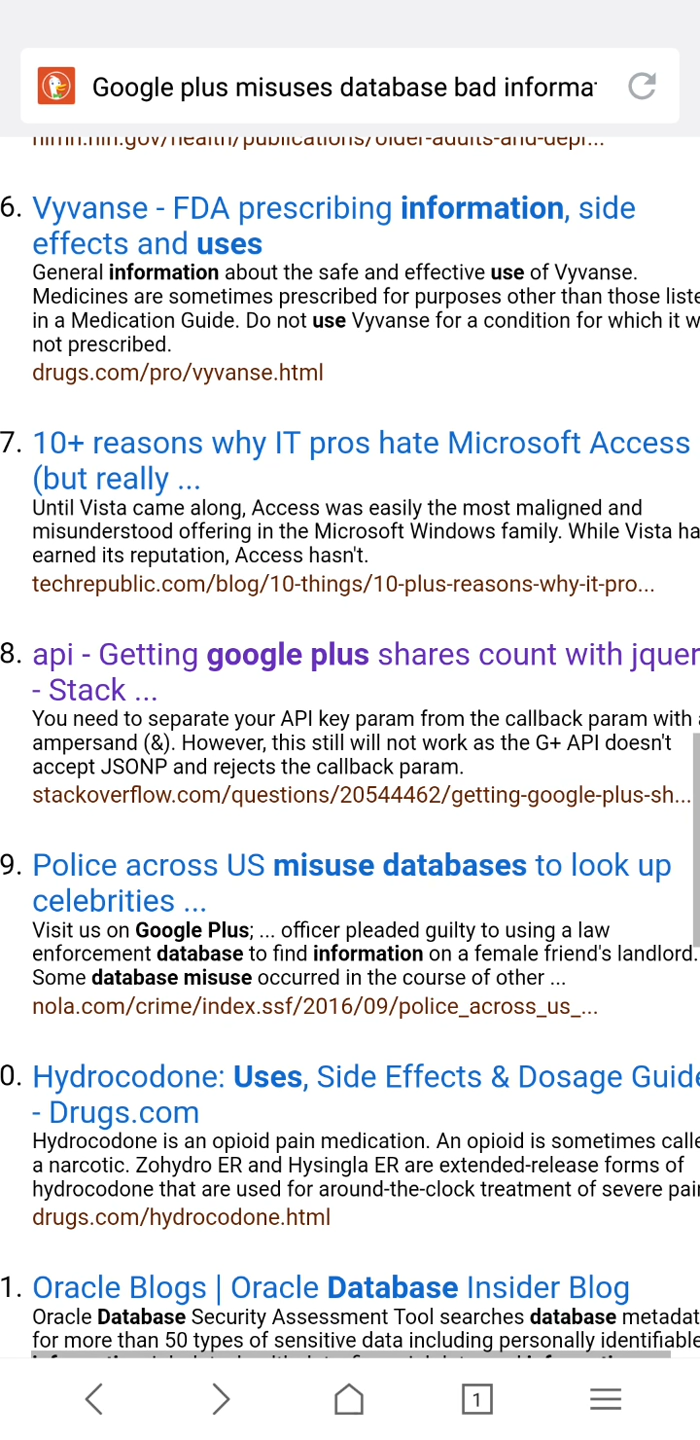 Google plus misuses database bad informa
nimh.nih.gov/health/publications/older-adults-and-depr...
6. Vyvanse - FDA prescribing information, side
effects and uses
General information about the safe and effective use of Vyvanse.
Medicines are sometimes prescribed for purposes other than those liste
in a Medication Guide. Do not use Vyvanse for a condition for which it w
not prescribed.
drugs.com/pro/vyvanse.html
7. 10+ reasons why IT pros hate Microsoft Access
(but really ...
Until Vista came along, Access was easily the most maligned and
misunderstood offering in the Microsoft Windows family. While Vista ha
earned its reputation, Access hasn't.
techrepublic.com/blog/10-things/10-plus-reasons-why-it-pro...
8. api - Getting google plus shares count with jquer
- Stack ...
You need to separate your API key param from the callback param with a
ampersand (&). However, this still will not work as the G+ API doesn't
accept JSONP and rejects the callback param.
stackoverflow.com/questions/20544462/getting-google-plus-sh...
9. Police across US misuse databases to look up
celebrities ...
Visit us on Google Plus; ... officer pleaded guilty to using a law
enforcement database to find information on a female friend's landlord.
Some database misuse occurred in the course of other ...
nola.com/crime/index.ssf/2016/09/police_across_us_...
0. Hydrocodone: Uses, Side Effects & Dosage Guide
- Drugs.com
Hydrocodone is an opioid pain medication. An opioid is sometimes calle
a narcotic. Zohydro ER and Hysingla ER are extended-release forms of
hydrocodone that are used for around-the-clock treatment of severe pain
drugs.com/hydrocodone.html
1. Oracle Blogs | Oracle Database Insider Blog
Oracle Database Security Assessment Tool searches database metadat
for more than 50 types of sensitive data including personally identifiable
1